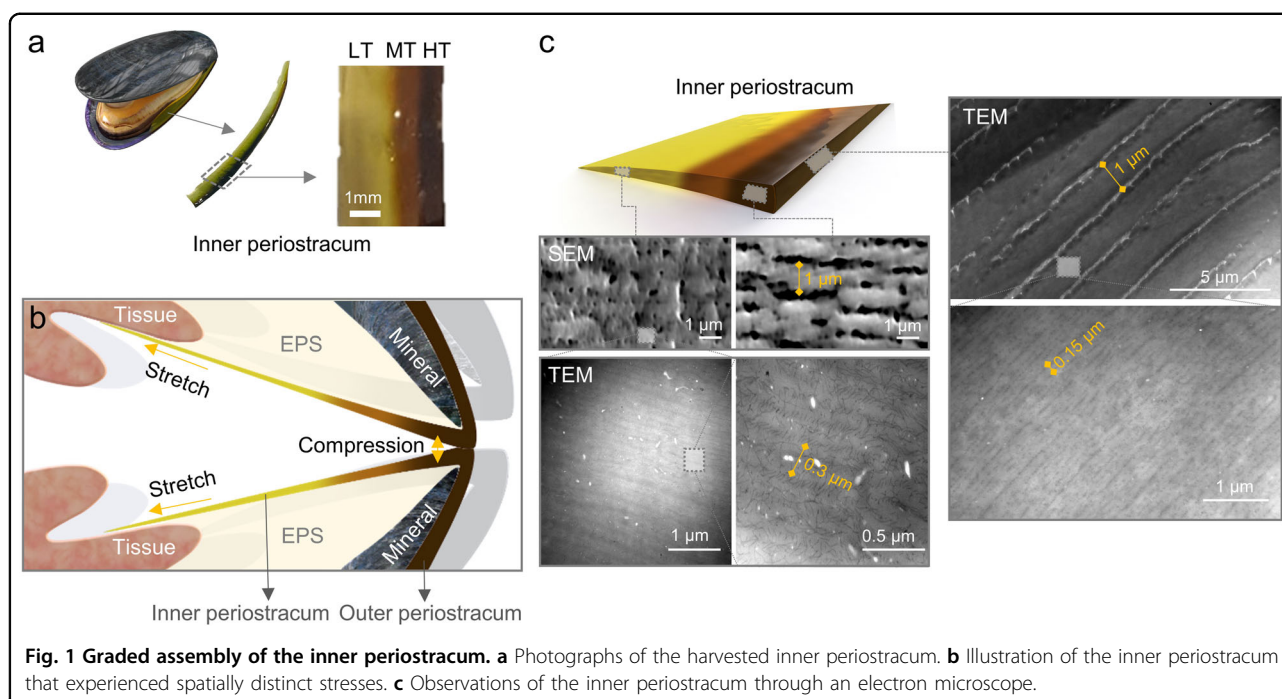 a
LT MT HT
1mm
Inner periostracum
b
Tissue
EPS
Mineral
Stretch
Compression
Stretch
Tissue
EPS
Mineral
Inner periostracum
Outer periostracum
c
Inner periostracum
SEM
1 µm
1 µm
1 µm
TEM
1 µm
0.3 µm
0.5 µm
TEM
1 µm
5 µm
0.15 µm
1 µm
Fig. 1 Graded assembly of the inner periostracum. a Photographs of the harvested inner periostracum. b Illustration of the inner periostracum
that experienced spatially distinct stresses. c Observations of the inner periostracum through an electron microscope.